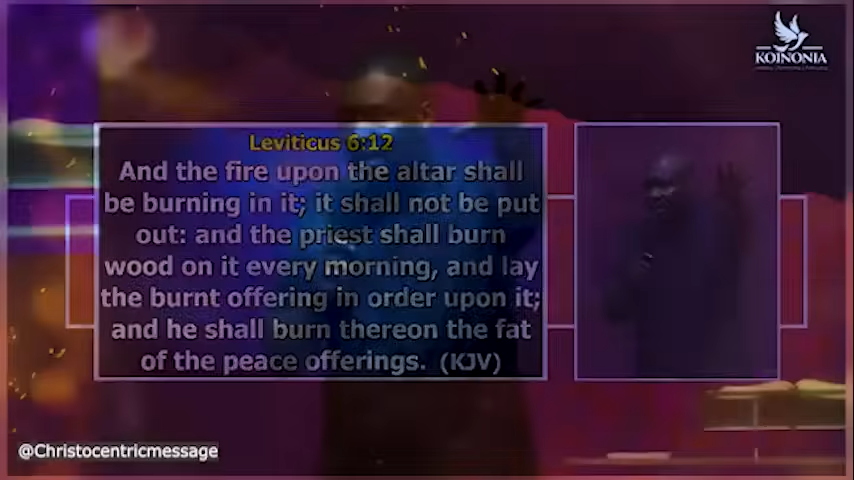 KOINONIA
Leviticus 6:12
And the fire upon the altar shall
be burning in it; it shall not be put
out: and the priest shall burn
wood on it every morning, and lay
the burnt offering in order upon it;
and he shall burn thereon the fat
of the peace offerings. (KJV)
@Christocentricmessage